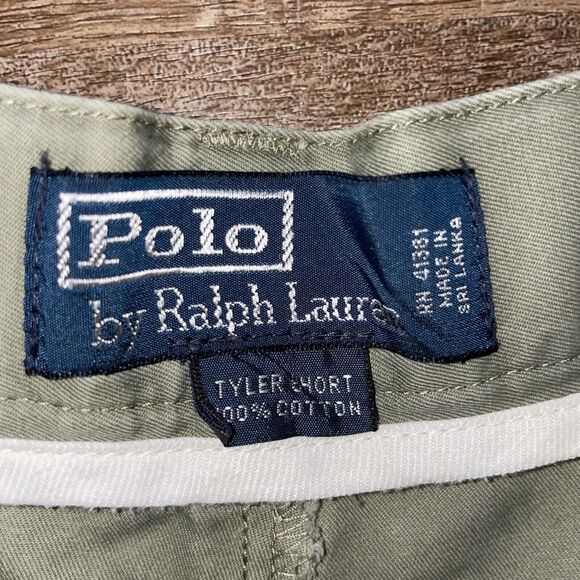 Polo
by Ralph Lauren
RN 41381
MADE IN
SRI LANKA
TYLER SHORT
100% COTTON